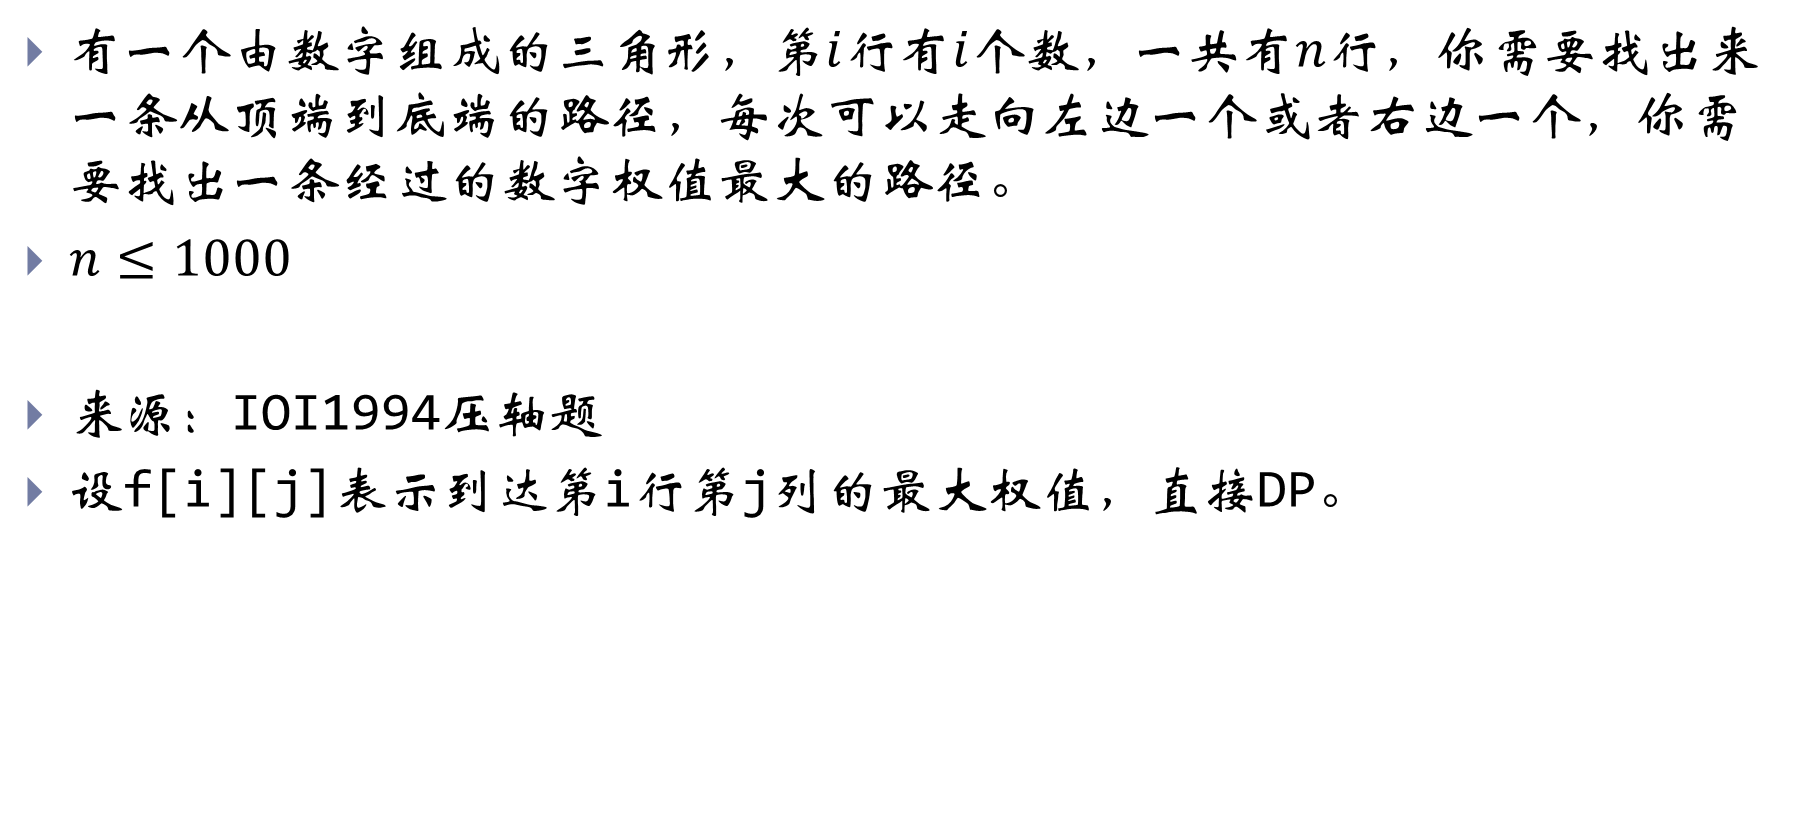 有一个由数字组成的三角形，第i行有i个数，一共有n行，你需要找出来
一条从顶端到底端的路径，每次可以走向左边一个或者右边一个，你需
要找出一条经过的数字权值最大的路径。
n ≤ 1000
来源：IOI1994压轴题
设f[i][j]表示到达第i行第j列的最大权值，直接DP。